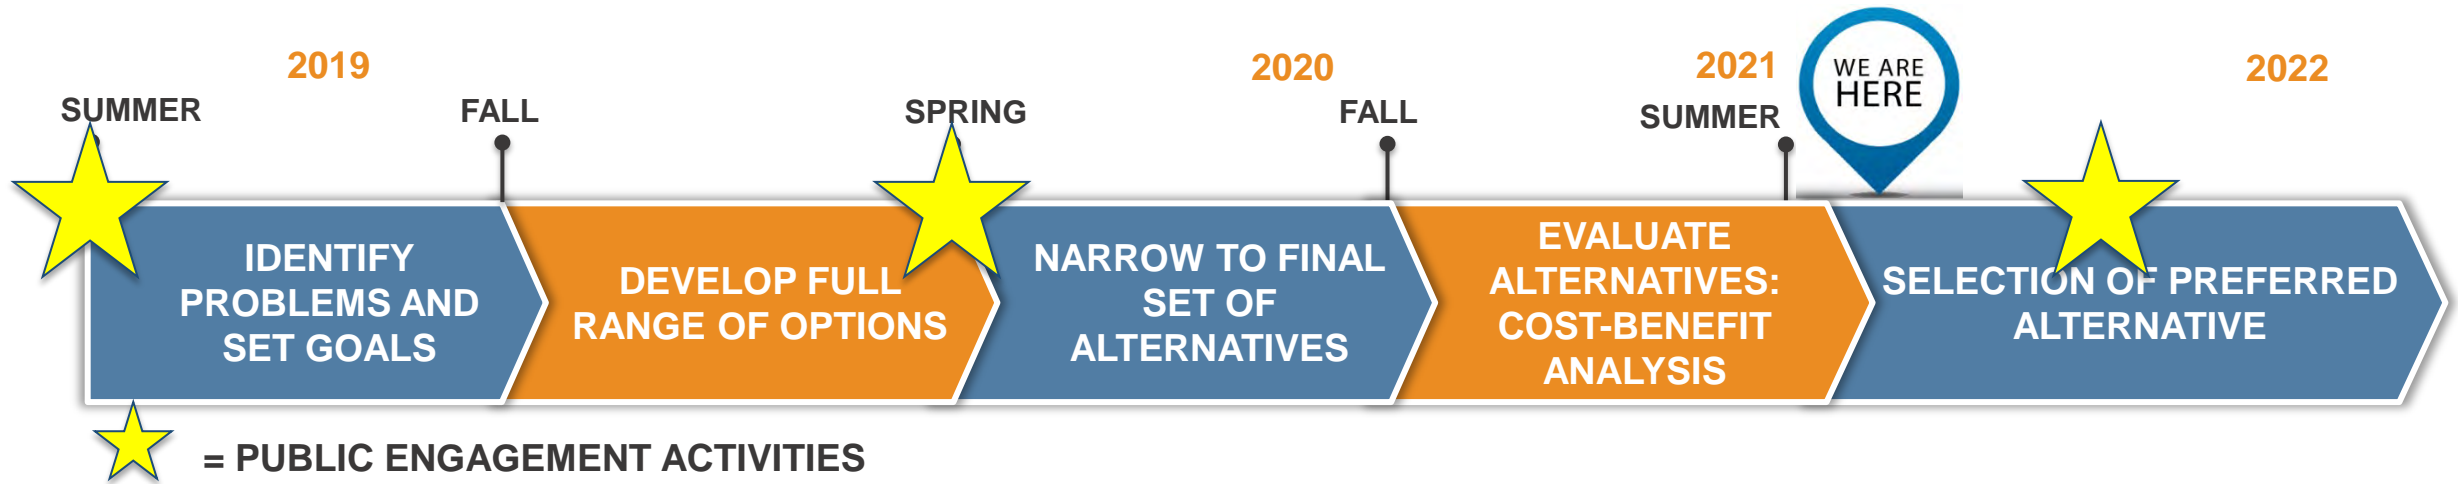 2019
2020
2021
2022
SUMMER
FALL
SPRING
FALL
SUMMER
WE ARE
HERE
IDENTIFY
PROBLEMS AND
SET GOALS
DEVELOP FULL
RANGE OF OPTIONS
NARROW TO FINAL
SET OF
ALTERNATIVES
EVALUATE
ALTERNATIVES:
COST-BENEFIT
ANALYSIS
SELECTION OF PREFERRED
ALTERNATIVE
= PUBLIC ENGAGEMENT ACTIVITIES